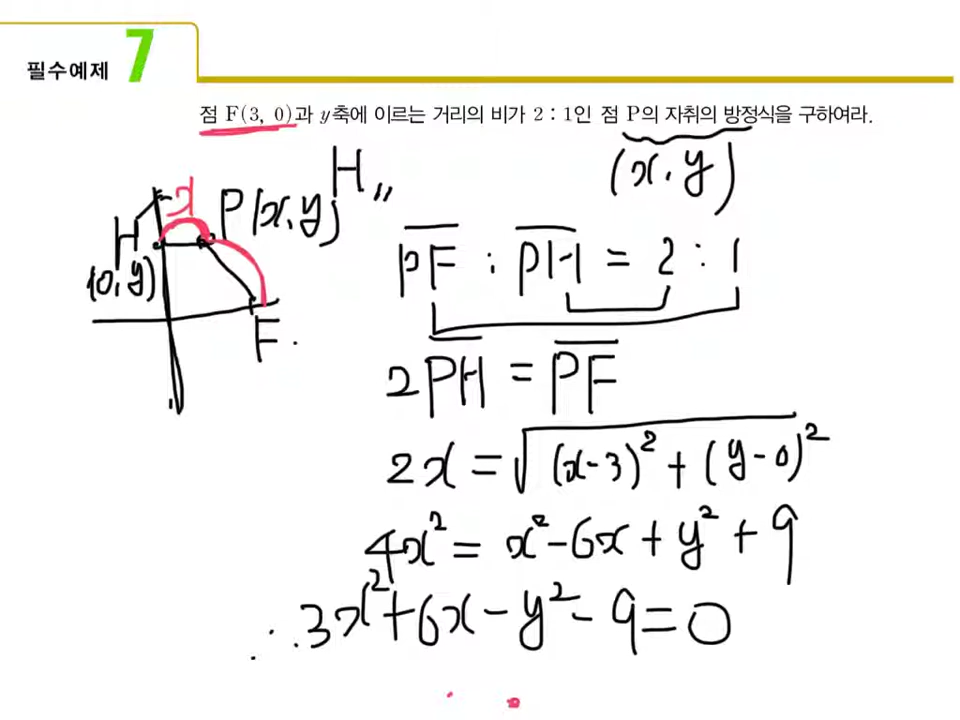 필수예제 7
점 F(3, 0)과 y축에 이르는 거리의 비가 2 : 1인 점 P의 자취의 방정식을 구하여라.
(x, y)
H〃
x
P(x, y)
H
(0, y)
F
PF : PH = 2 : 1
2PH = PF
2x = √(x-3)² + (y-0)²
4x² = x² - 6x + y² + 9
∴ 3x² + 6x - y² - 9 = 0